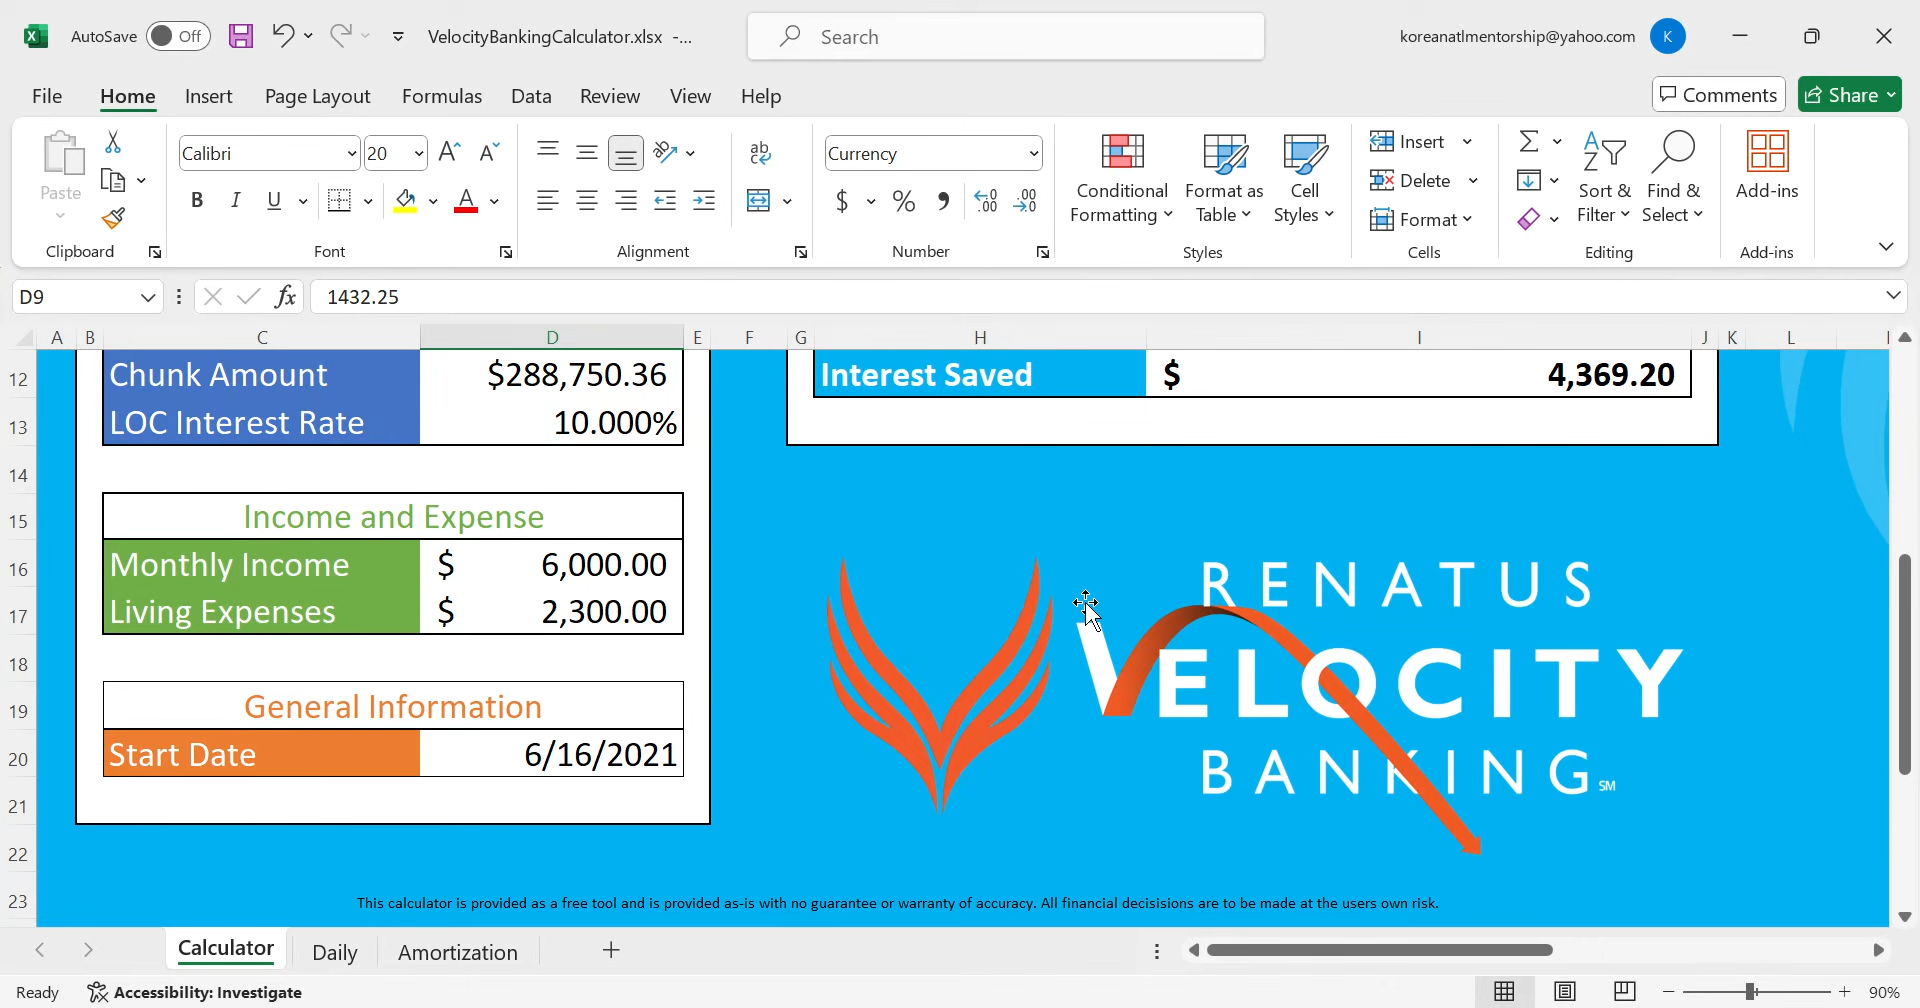 AutoSave Off VelocityBankingCalculator.xlsx -... Search koreanatlmentorship@yahoo.com K
File Home Insert Page Layout Formulas Data Review View Help Comments Share
Paste
Clipboard
Calibri 20
B I U A
Font
ab
Alignment
Currency
$ % , .00 .00
Number
Conditional Formatting
Format as Table
Cell Styles
Styles
Insert
Delete
Format
Cells
Sort & Filter
Find & Select
Editing
Add-ins
Add-ins
D9 fx 1432.25
A B C D E F G H I J K L
12 Chunk Amount $288,750.36 Interest Saved $ 4,369.20
13 LOC Interest Rate 10.000%
14
15 Income and Expense
16 Monthly Income $ 6,000.00
17 Living Expenses $ 2,300.00
18
19 General Information
20 Start Date 6/16/2021
21
22
23 This calculator is provided as a free tool and is provided as-is with no guarantee or warranty of accuracy. All financial decisisions are to be made at the users own risk.
RENATUS
VELOCITY
BANKING SM
Calculator Daily Amortization
Ready Accessibility: Investigate 90%